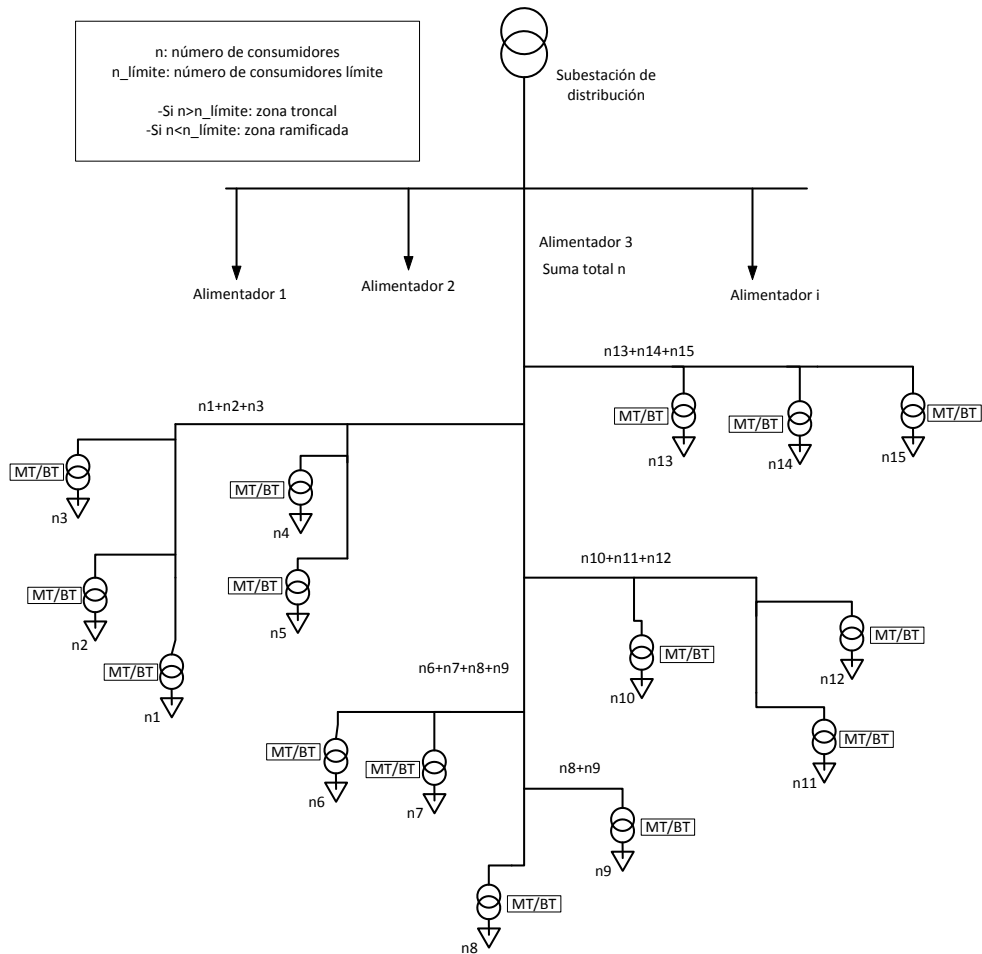 n: número de consumidores
n_límite: número de consumidores límite
-Si n>n_límite: zona troncal
-Si n<n_límite: zona ramificada
Subestación de
distribución
Alimentador 3
Suma total n
Alimentador 1
Alimentador 2
Alimentador i
n13+n14+n15
n1+n2+n3
MT/BT
MT/BT
MT/BT
n13
n14
n15
MT/BT
n3
MT/BT
n4
n10+n11+n12
MT/BT
n2
MT/BT
n5
MT/BT
n1
MT/BT
n10
MT/BT
n12
n6+n7+n8+n9
MT/BT
n6
MT/BT
n7
MT/BT
n11
n8+n9
MT/BT
n9
MT/BT
n8